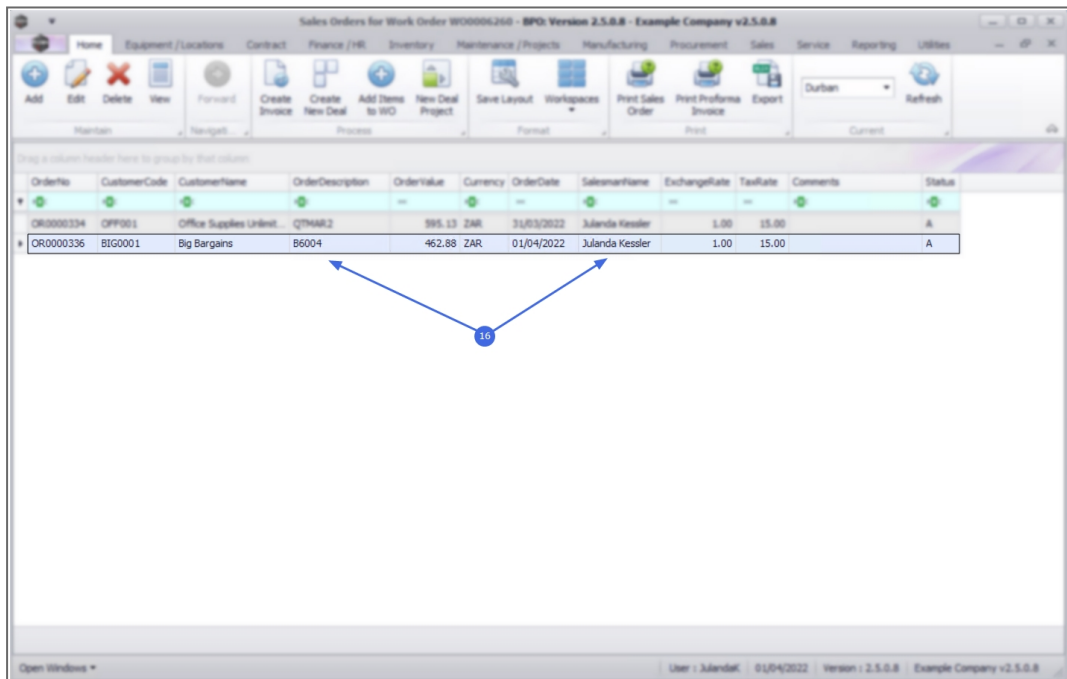 Sales Orders for Work Order WO0006260 - BPO: Version 2.5.0.8 - Example Company v2.5.0.8
Home Equipment / Locations Contract Finance / HR Inventory Maintenance / Projects Manufacturing Procurement Sales Service Reporting Utilities
Add Edit Delete View Forward Create Invoice Create New Deal Add Items to WO New Deal Project Save Layout Workspaces Print Sales Order Print Proforma Invoice Export Durban Refresh
Maintain Navigati... Process Format Print Current
Drag a column header here to group by that column
OrderNo CustomerCode CustomerName OrderDescription OrderValue Currency OrderDate SalesmanName ExchangeRate TaxRate Comments Status
OR0000334 OFF001 Office Supplies Unlimit... QTMAR2 595.13 ZAR 31/03/2022 Julanda Kessler 1.00 15.00 A
OR0000336 BIG0001 Big Bargains B6004 462.88 ZAR 01/04/2022 Julanda Kessler 1.00 15.00 A
16
Open Windows User : JulandaK 01/04/2022 Version : 2.5.0.8 Example Company v2.5.0.8